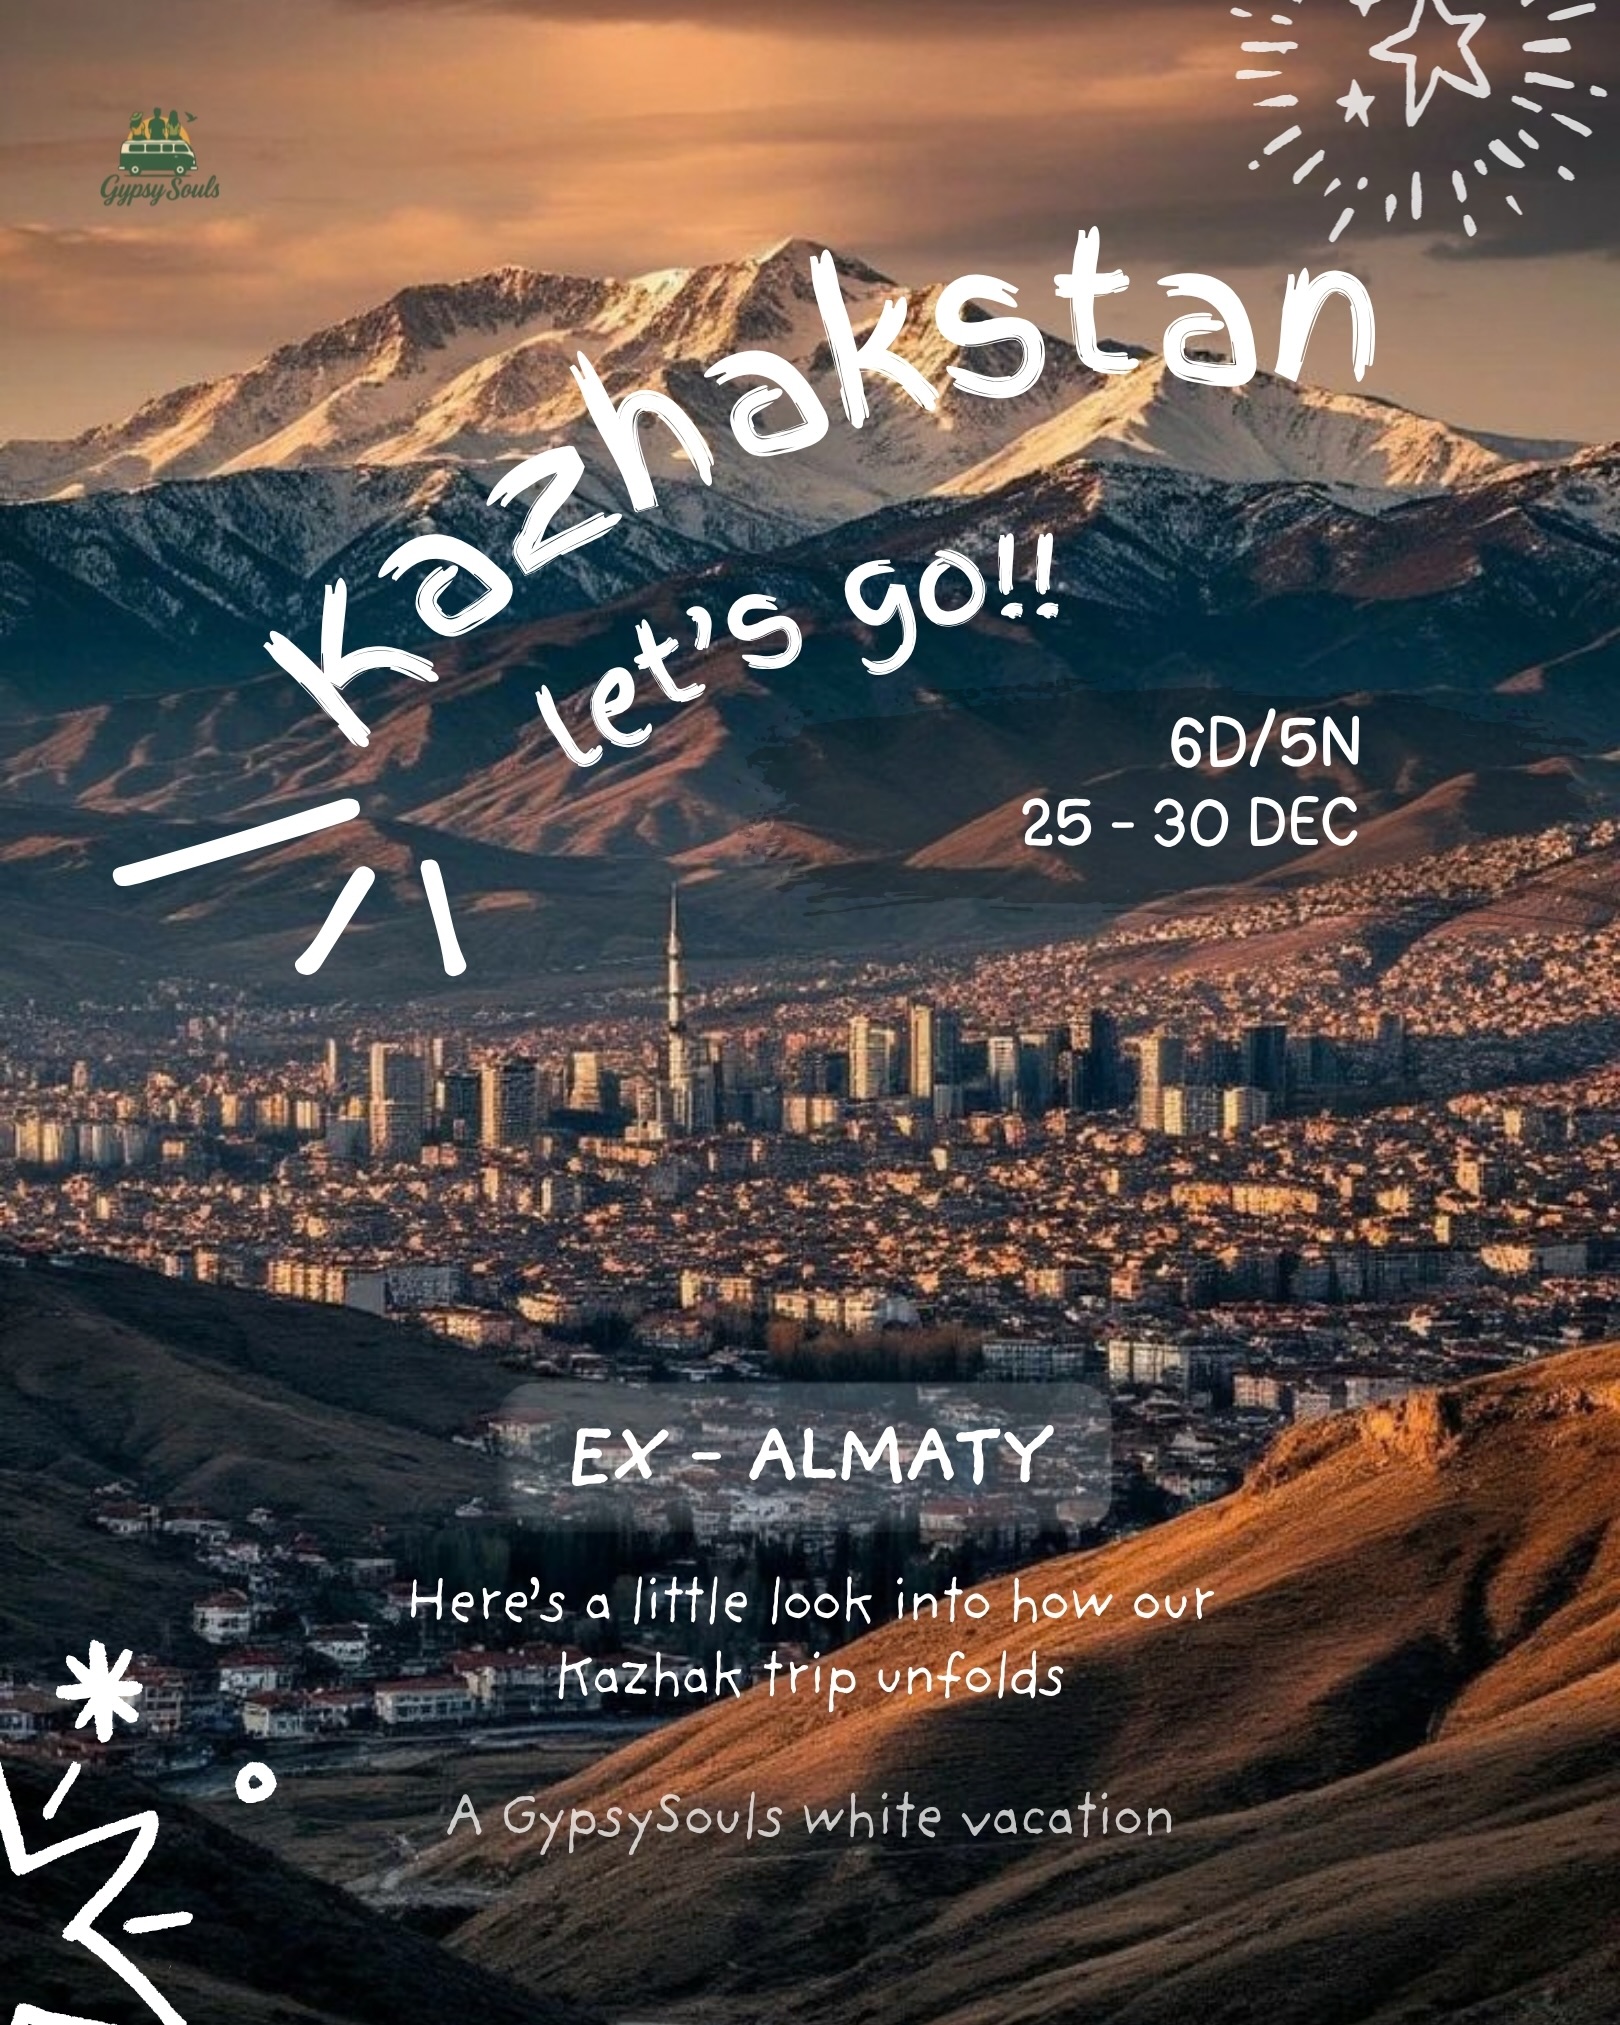 Gypsy Souls
Kazhakstan
let's go!!
6D/5N
25 - 30 DEC
EX - ALMATY
Here's a little look into how our
Kazhak trip unfolds
A GypsySouls white vacation